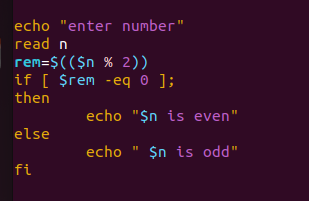 echo "enter number"
read n
rem=$(($n % 2))
if [ $rem -eq 0 ];
then
        echo "$n is even"
else
        echo " $n is odd"
fi